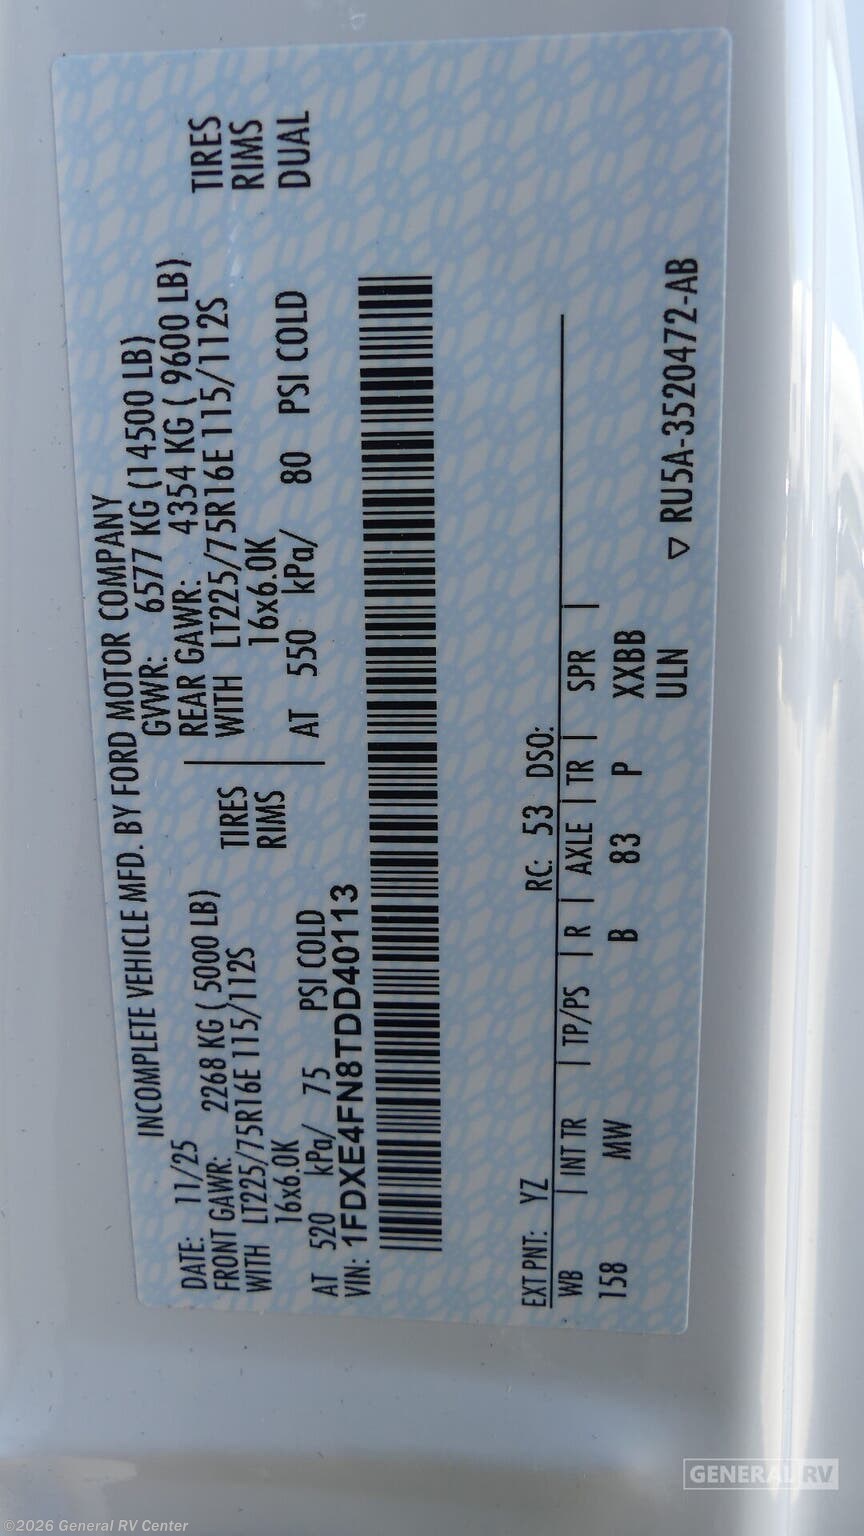 INCOMPLETE VEHICLE MFD. BY FORD MOTOR COMPANY
DATE: 11/25 GVWR: 6577 KG (14500 LB)
FRONT GAWR: 2268 KG ( 5000 LB) REAR GAWR: 4354 KG ( 9600 LB)
WITH LT225/75R16E 115/112S TIRES WITH LT225/75R16E 115/112S TIRES
16x6.0K RIMS 16x6.0K RIMS
AT 520 kPa/ 75 PSI COLD AT 550 kPa/ 80 PSI COLD DUAL
VIN: 1FDXE4FN8TDD40113
EXT PNT: YZ RC: 53 DSO:
WB INT TR TP/PS R AXLE TR SPR
158 MW B 83 P XXBB
ULN
▽ RU5A-3520472-AB
GENERAL RV
©2026 General RV Center